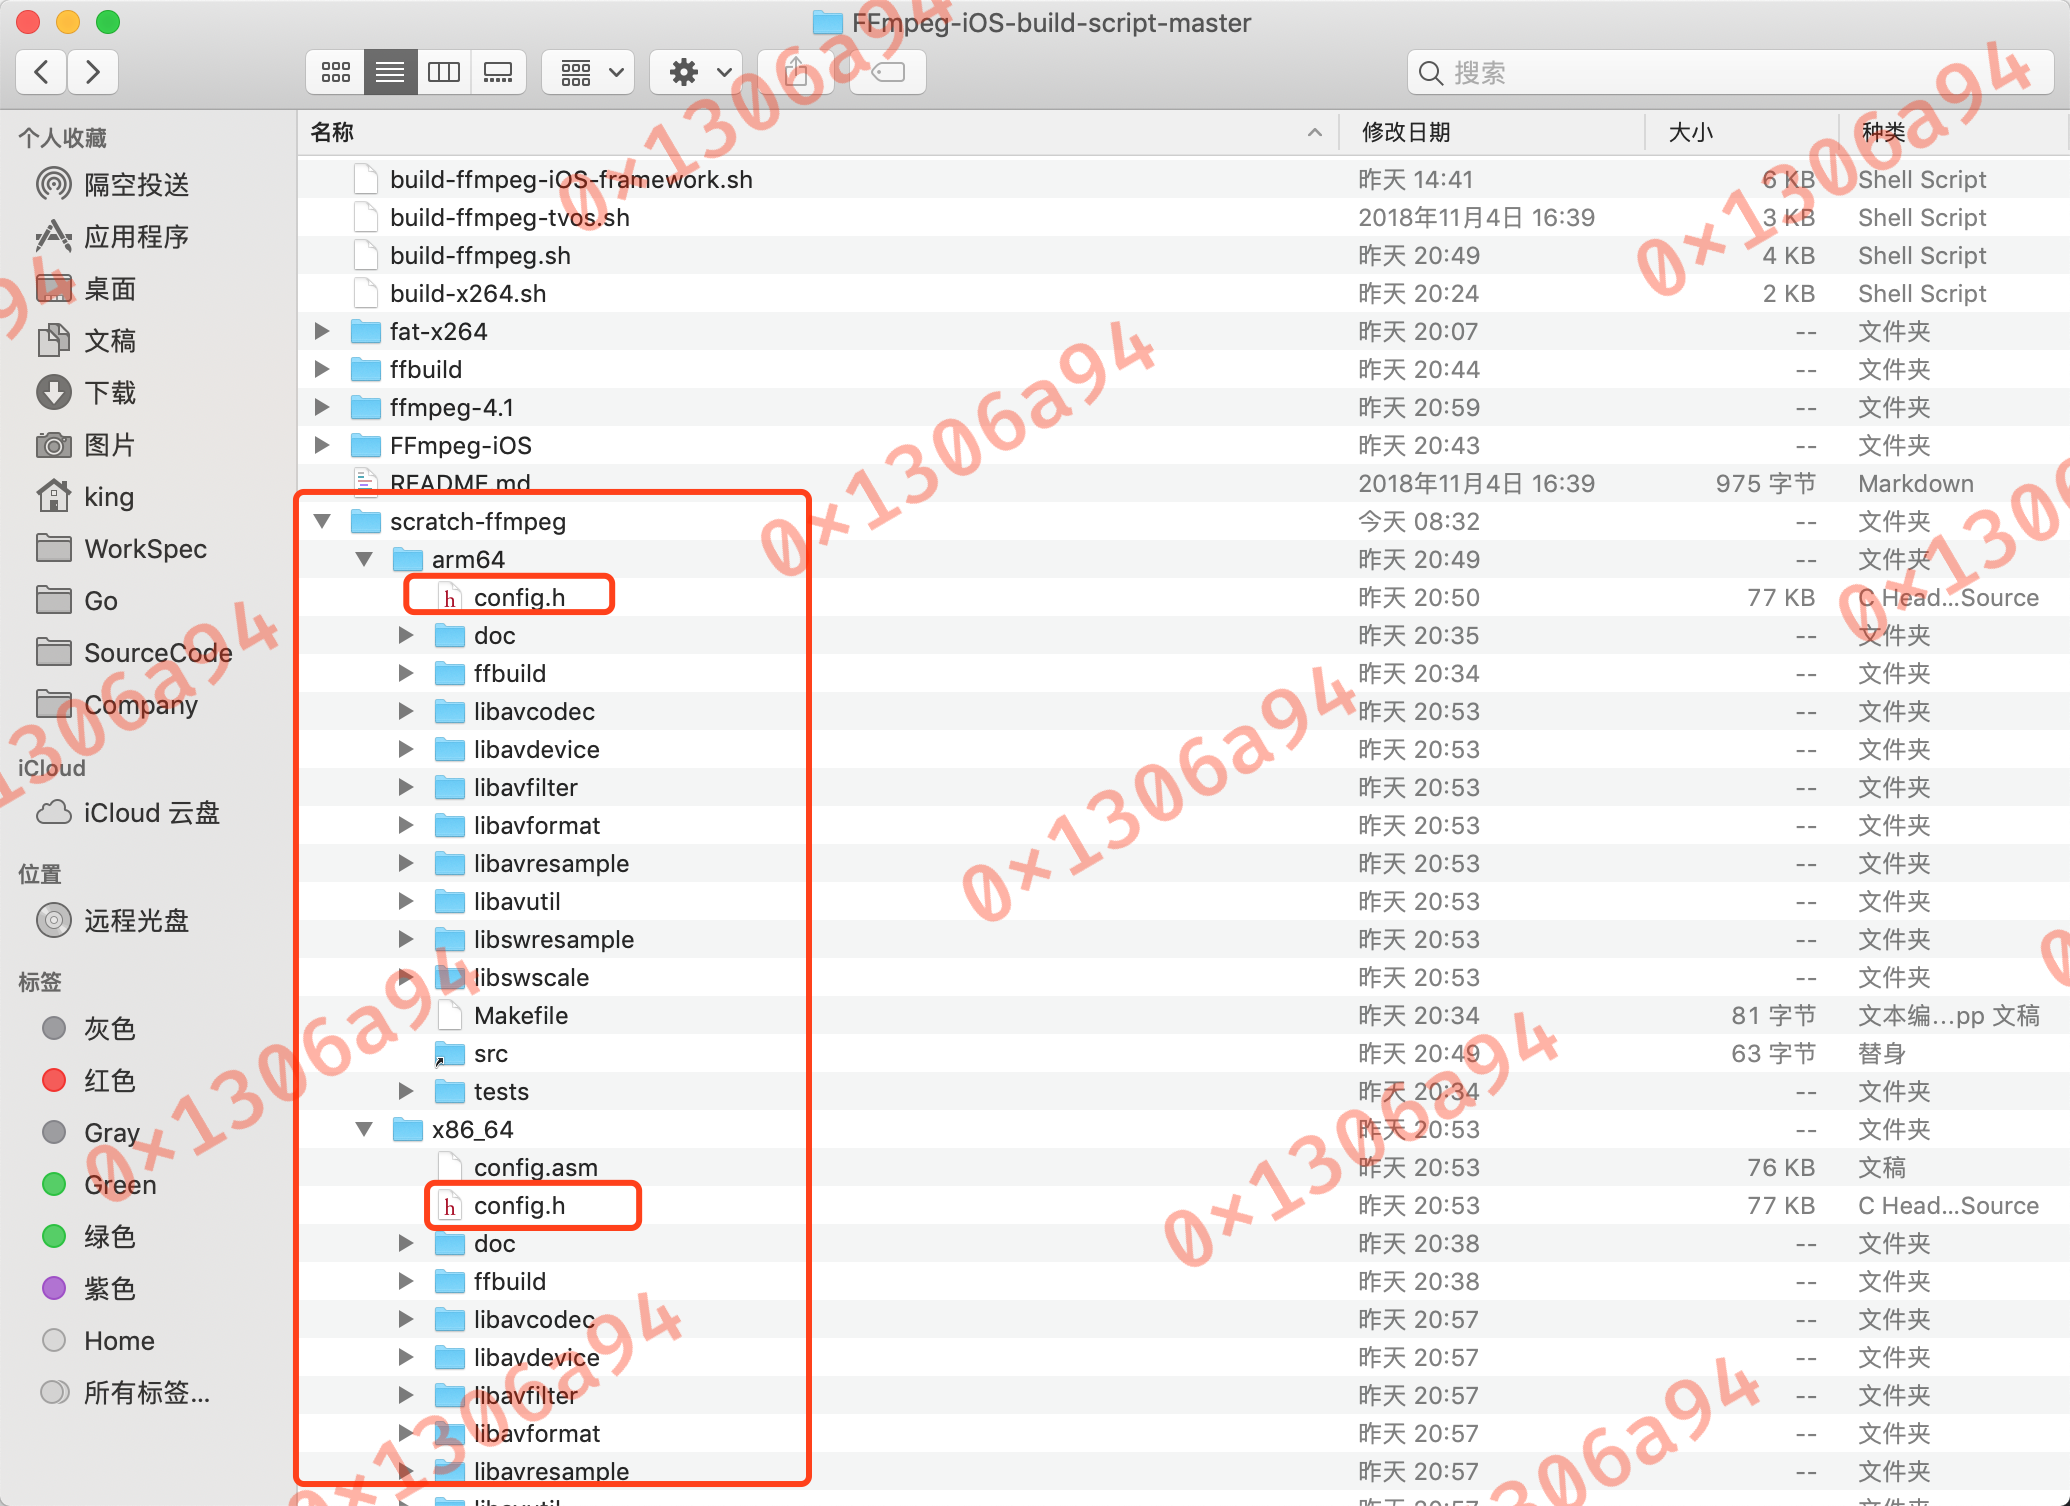 FFmpeg-iOS-build-script-master
搜索
个人收藏
隔空投送
应用程序
桌面
文稿
下载
图片
king
WorkSpec
Go
SourceCode
Company
iCloud
iCloud 云盘
位置
远程光盘
标签
灰色
红色
Gray
Green
绿色
紫色
Home
所有标签...
名称 修改日期 大小 种类
build-ffmpeg-iOS-framework.sh 昨天 14:41 6 KB Shell Script
build-ffmpeg-tvos.sh 2018年11月4日 16:39 3 KB Shell Script
build-ffmpeg.sh 昨天 20:49 4 KB Shell Script
build-x264.sh 昨天 20:24 2 KB Shell Script
fat-x264 昨天 20:07 -- 文件夹
ffbuild 昨天 20:44 -- 文件夹
ffmpeg-4.1 昨天 20:59 -- 文件夹
FFmpeg-iOS 昨天 20:43 -- 文件夹
README.md 2018年11月4日 16:39 975 字节 Markdown
scratch-ffmpeg 今天 08:32 -- 文件夹
arm64 昨天 20:49 -- 文件夹
config.h 昨天 20:50 77 KB C Head...Source
doc 昨天 20:35 -- 文件夹
ffbuild 昨天 20:34 -- 文件夹
libavcodec 昨天 20:53 -- 文件夹
libavdevice 昨天 20:53 -- 文件夹
libavfilter 昨天 20:53 -- 文件夹
libavformat 昨天 20:53 -- 文件夹
libavresample 昨天 20:53 -- 文件夹
libavutil 昨天 20:53 -- 文件夹
libswresample 昨天 20:53 -- 文件夹
libswscale 昨天 20:53 -- 文件夹
Makefile 昨天 20:34 81 字节 文本编...pp 文稿
src 昨天 20:49 63 字节 替身
tests 昨天 20:34 -- 文件夹
x86_64 昨天 20:53 -- 文件夹
config.asm 昨天 20:53 76 KB 文稿
config.h 昨天 20:53 77 KB C Head...Source
doc 昨天 20:38 -- 文件夹
ffbuild 昨天 20:38 -- 文件夹
libavcodec 昨天 20:57 -- 文件夹
libavdevice 昨天 20:57 -- 文件夹
libavfilter 昨天 20:57 -- 文件夹
libavformat 昨天 20:57 -- 文件夹
libavresample 昨天 20:57 -- 文件夹
0×1306a94
0×1306a94
0×1306a94
0×1306a94
0×1306a94
0×1306a94